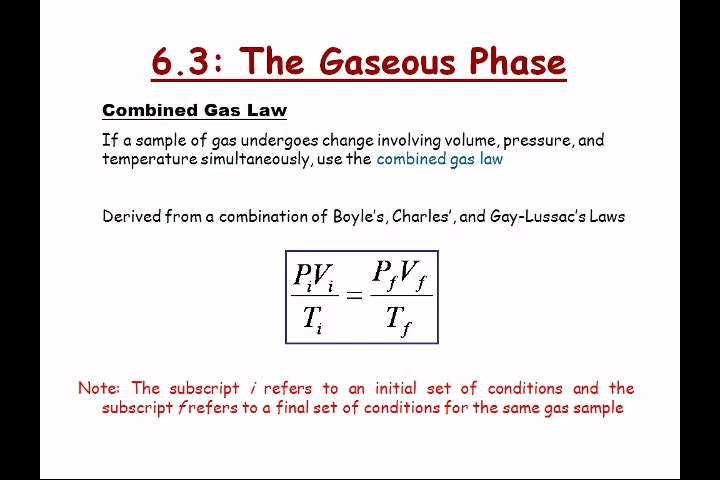 6.3: The Gaseous Phase
Combined Gas Law
If a sample of gas undergoes change involving volume, pressure, and
temperature simultaneously, use the combined gas law
Derived from a combination of Boyle's, Charles', and Gay-Lussac's Laws
PᵢVᵢ/Tᵢ = P_fV_f/T_f
Note: The subscript i refers to an initial set of conditions and the
subscript f refers to a final set of conditions for the same gas sample